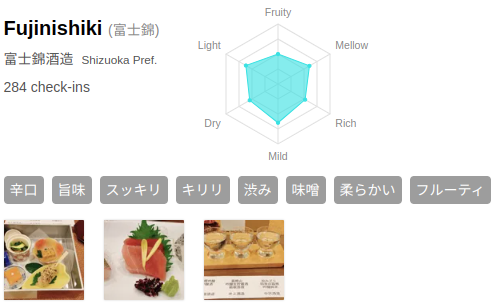 Fujinishiki (富士錦)
富士錦酒造 Shizuoka Pref.
284 check-ins
Fruity
Light
Mellow
Dry
Rich
Mild
辛口 旨味 スッキリ キリリ 渋み 味噌 柔らかい フルーティ